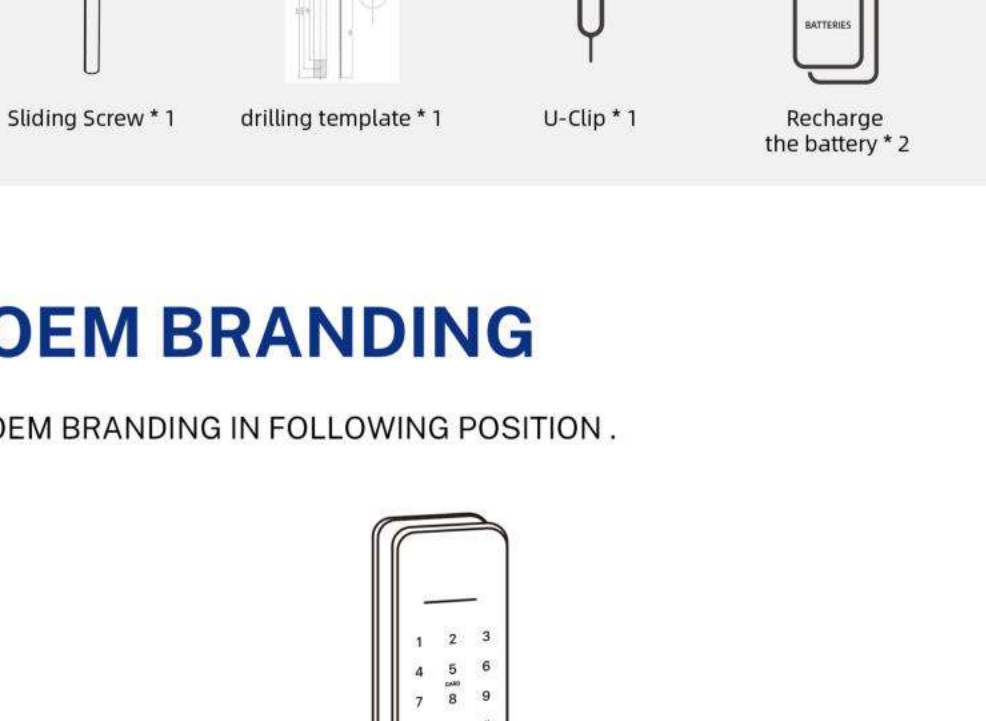 BATTERIES
Sliding Screw * 1
drilling template * 1
U-Clip * 1
Recharge
the battery * 2
OEM BRANDING
OEM BRANDING IN FOLLOWING POSITION .
1 2 3
4 5 6
CARD
7 8 9